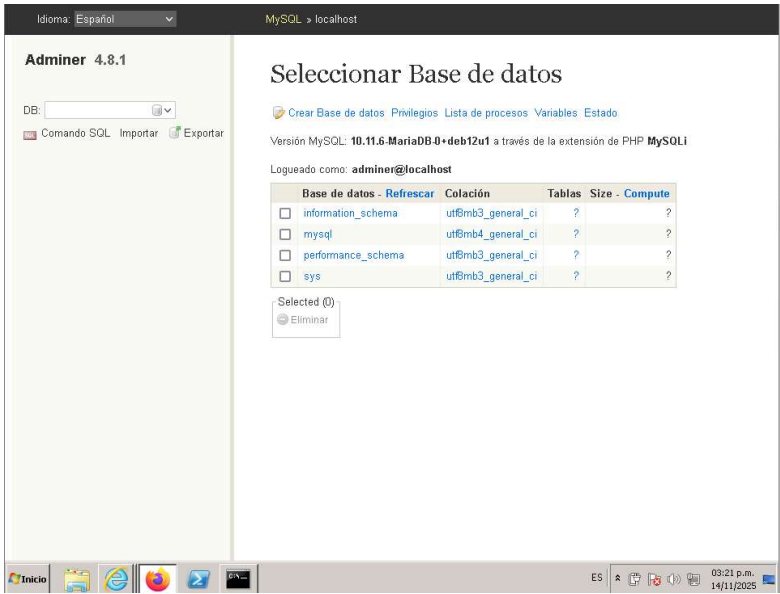 Idioma: Español
MySQL » localhost
Adminer 4.8.1
DB:
SQL Comando SQL Importar Exportar
Seleccionar Base de datos
Crear Base de datos Privilegios Lista de procesos Variables Estado
Versión MySQL: 10.11.6-MariaDB-0+deb12u1 a través de la extensión de PHP MySQLi
Logueado como: adminer@localhost
Base de datos - Refrescar Colación Tablas Size - Compute
information_schema utf8mb3_general_ci ? ?
mysql utf8mb4_general_ci ? ?
performance_schema utf8mb3_general_ci ? ?
sys utf8mb3_general_ci ? ?
Selected (0)
Eliminar
Inicio
ES
03:21 p.m.
14/11/2025